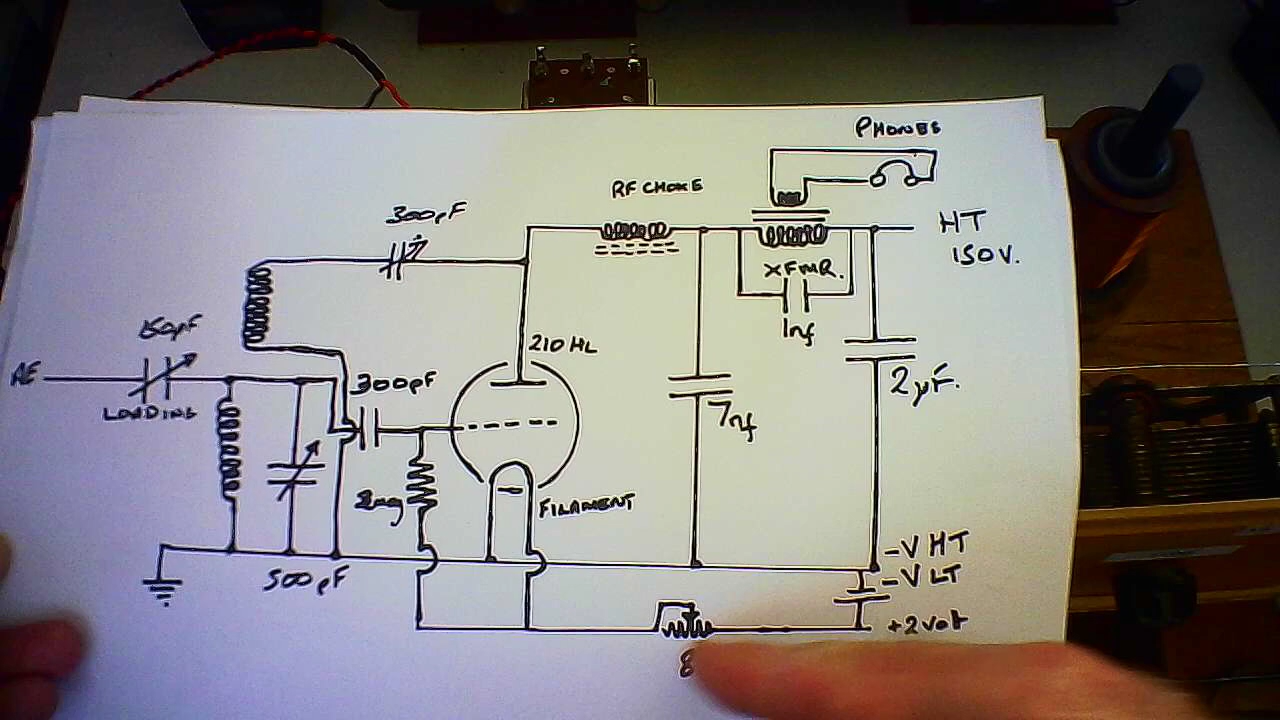 PHONES
RF CHOKE
300pF
HT
150V.
XFMR.
150pF
1nf
210 HL
AE
300pF
2µF.
LOADING
7nf
2meg
FILAMENT
-V HT
500pF
-V LT
+2volt
8